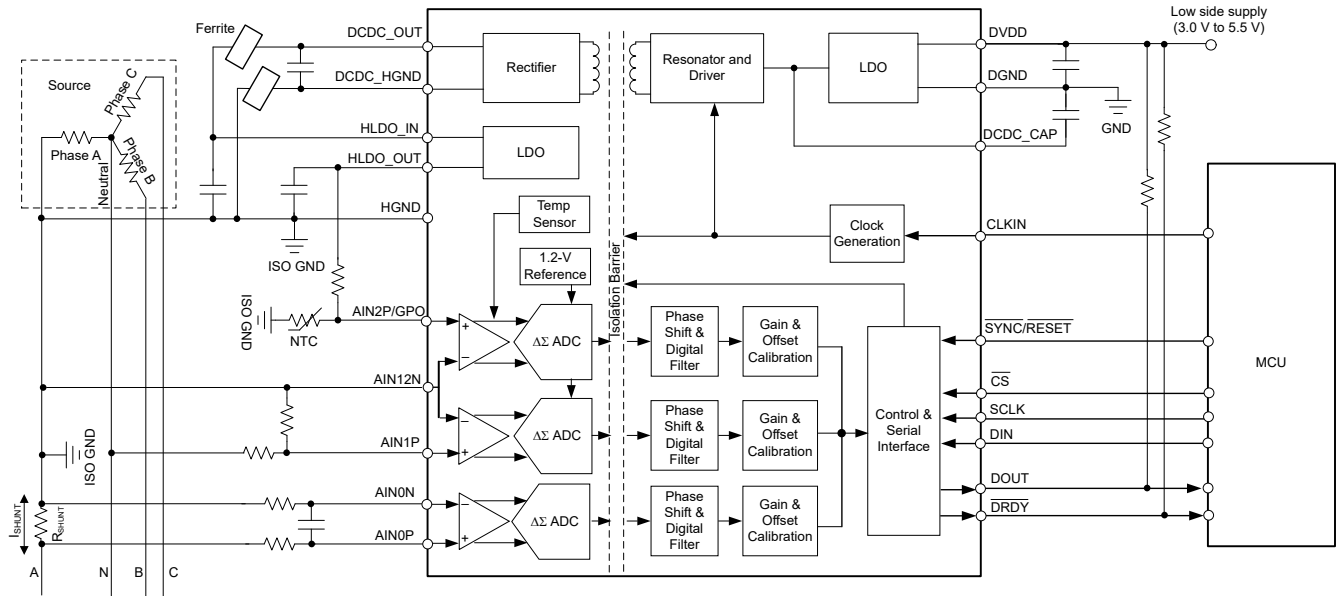 Low side supply
(3.0 V to 5.5 V)
Ferrite
DCDC_OUT
DVDD
Source
Phase C
Phase A
Phase B
Neutral
Rectifier
Resonator and
Driver
LDO
DCDC_HGND
DGND
GND
HLDO_IN
DCDC_CAP
LDO
HLDO_OUT
HGND
ISO GND
Temp
Sensor
Clock
Generation
CLKIN
1.2-V
Reference
Isolation Barrier
ISO GND
NTC
AIN2P/GPO
+
−
ΔΣ ADC
Phase
Shift &
Digital
Filter
Gain &
Offset
Calibration
SYNC/RESET
MCU
AIN12N
CS
SCLK
DIN
Control &
Serial
Interface
−
+
ΔΣ ADC
Phase
Shift &
Digital
Filter
Gain &
Offset
Calibration
AIN1P
ISO GND
DOUT
DRDY
AIN0N
−
+
ΔΣ ADC
Phase
Shift &
Digital
Filter
Gain &
Offset
Calibration
AIN0P
ISHUNT
RSHUNT
A
N
B
C